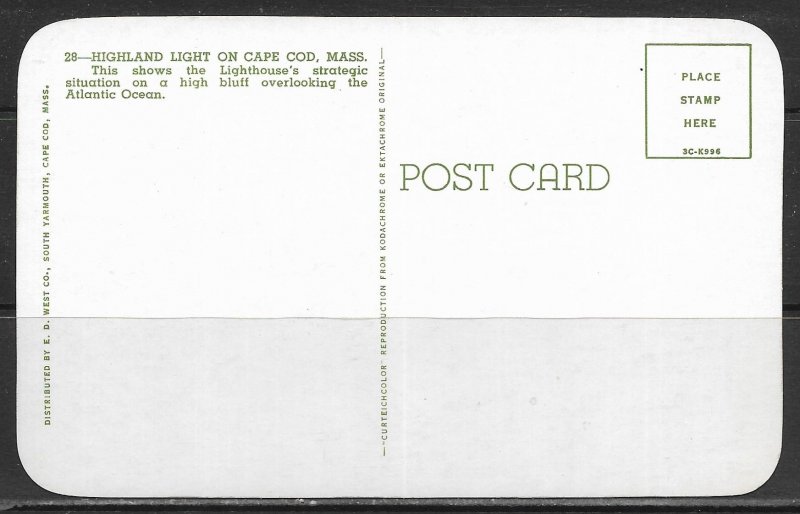 28—HIGHLAND LIGHT ON CAPE COD, MASS.
This shows the Lighthouse's strategic
situation on a high bluff overlooking the
Atlantic Ocean.
DISTRIBUTED BY E. D. WEST CO., SOUTH YARMOUTH, CAPE COD, MASS.
—"CURTEICHCOLOR" REPRODUCTION FROM KODACHROME OR EKTACHROME ORIGINAL—
POST CARD
PLACE
STAMP
HERE
3C-K996